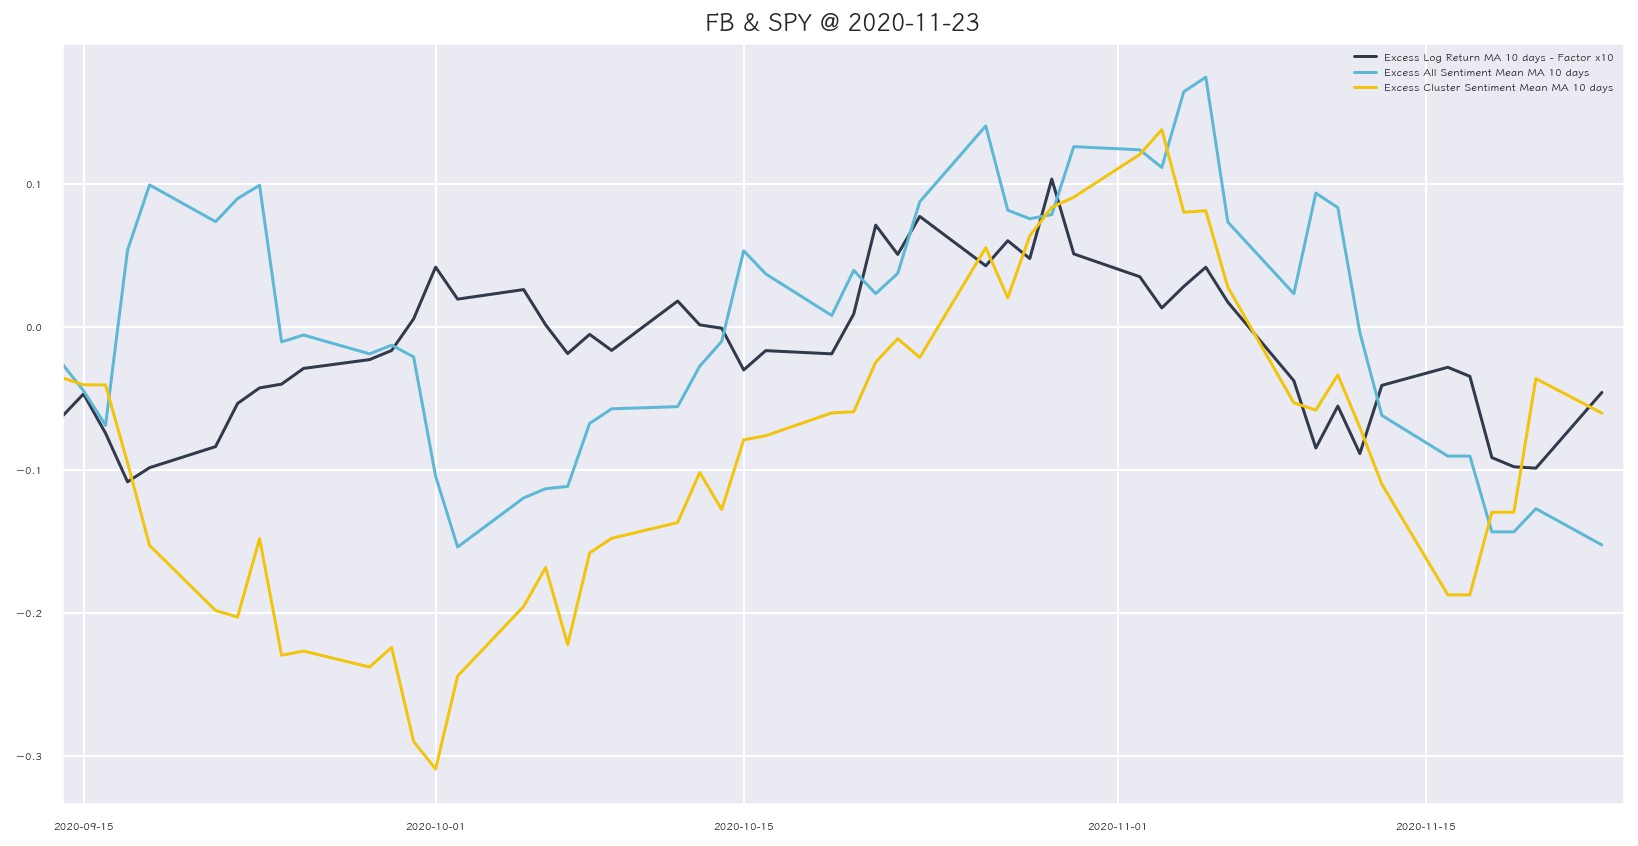 FB & SPY @ 2020-11-23
Excess Log Return MA 10 days - Factor x10
Excess All Sentiment Mean MA 10 days
Excess Cluster Sentiment Mean MA 10 days
0.1
0.0
−0.1
−0.2
−0.3
2020-09-15
2020-10-01
2020-10-15
2020-11-01
2020-11-15